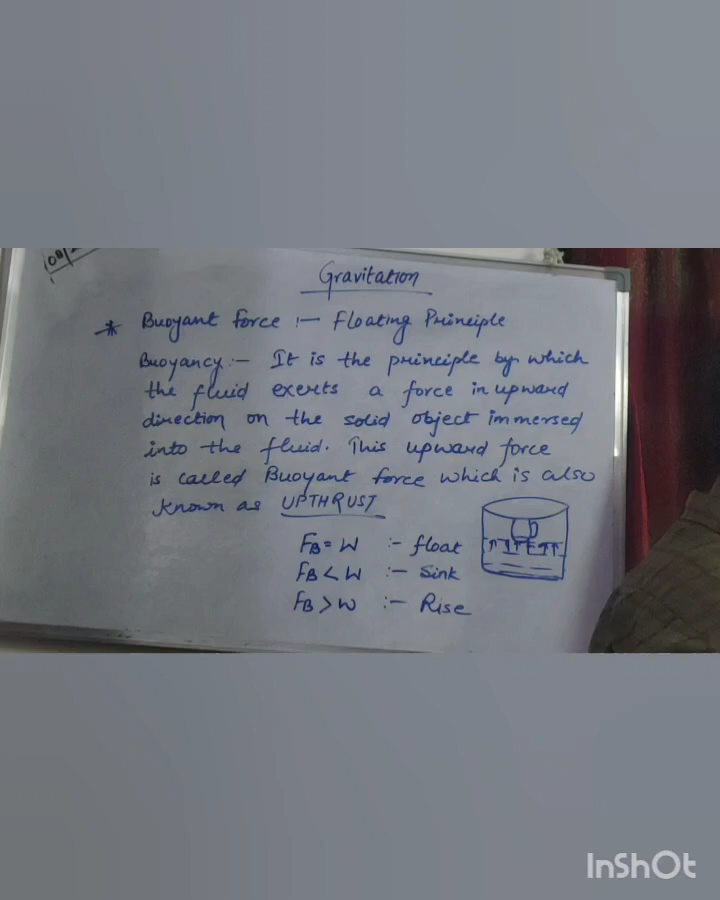 Gravitation
* Buoyant force :- Floating Principle
Buoyancy :- It is the principle by which
the fluid exerts a force in upward
direction on the solid object immersed
into the fluid. This upward force
is called Buoyant force which is also
known as UPTHRUST
FB = W :- float
FB < W :- Sink
FB > W :- Rise
InShOt